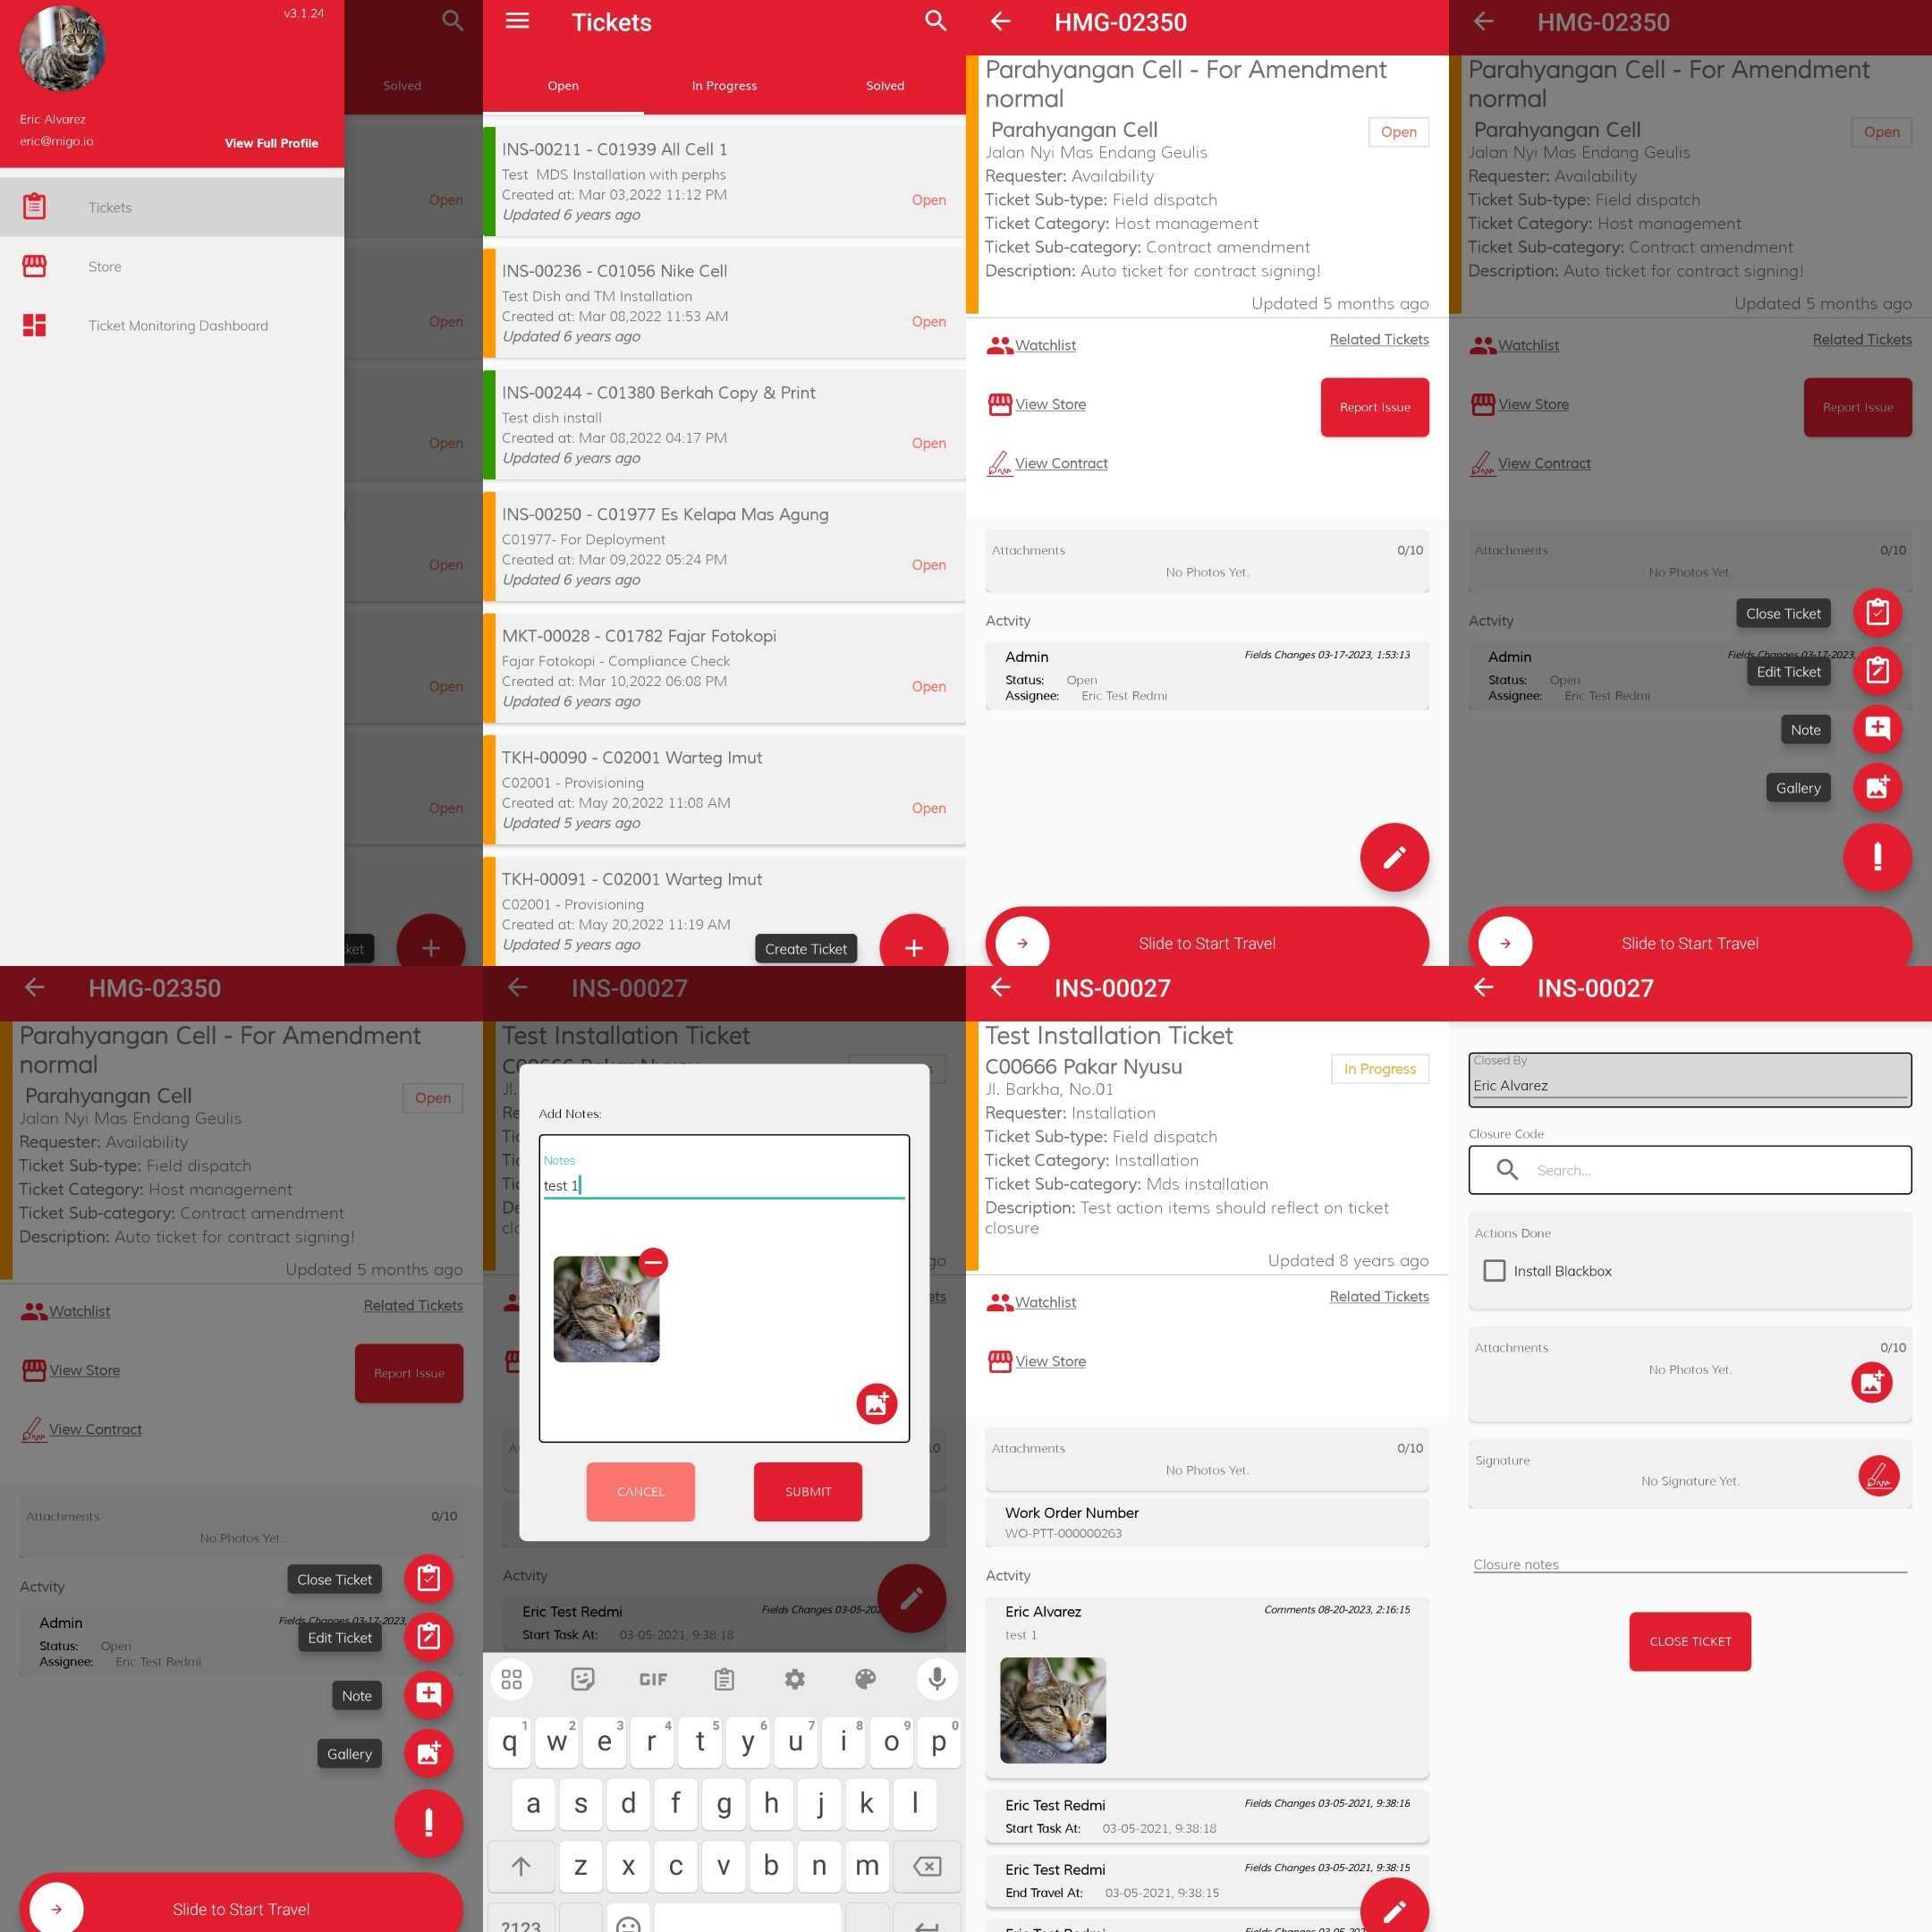 v3.1.24
Eric Alvarez
eric@migo.io
View Full Profile
Tickets
Store
Ticket Monitoring Dashboard
Solved
Open
Open
Open
Open
Open
Open
ket
Tickets
Open
In Progress
Solved
INS-00211 - C01939 All Cell 1
Test MDS Installation with perphs
Created at: Mar 03,2022 11:12 PM
Open
Updated 6 years ago
INS-00236 - C01056 Nike Cell
Test Dish and TM Installation
Created at: Mar 08,2022 11:53 AM
Open
Updated 6 years ago
INS-00244 - C01380 Berkah Copy & Print
Test dish install
Created at: Mar 08,2022 04:17 PM
Open
Updated 6 years ago
INS-00250 - C01977 Es Kelapa Mas Agung
C01977- For Deployment
Created at: Mar 09,2022 05:24 PM
Open
Updated 6 years ago
MKT-00028 - C01782 Fajar Fotokopi
Fajar Fotokopi - Compliance Check
Created at: Mar 10,2022 06:08 PM
Open
Updated 6 years ago
TKH-00090 - C02001 Warteg Imut
C02001 - Provisioning
Created at: May 20,2022 11:08 AM
Open
Updated 5 years ago
TKH-00091 - C02001 Warteg Imut
C02001 - Provisioning
Created at: May 20,2022 11:19 AM
Updated 5 years ago
Create Ticket
HMG-02350
Parahyangan Cell - For Amendment
normal
Parahyangan Cell
Open
Jalan Nyi Mas Endang Geulis
Requester: Availability
Ticket Sub-type: Field dispatch
Ticket Category: Host management
Ticket Sub-category: Contract amendment
Description: Auto ticket for contract signing!
Updated 5 months ago
Watchlist
Related Tickets
View Store
Report Issue
View Contract
Attachments
0/10
No Photos Yet.
Actvity
Admin
Fields Changes 03-17-2023, 1:53:13
Status: Open
Assignee: Eric Test Redmi
Slide to Start Travel
HMG-02350
Parahyangan Cell - For Amendment
normal
Parahyangan Cell
Open
Jalan Nyi Mas Endang Geulis
Requester: Availability
Ticket Sub-type: Field dispatch
Ticket Category: Host management
Ticket Sub-category: Contract amendment
Description: Auto ticket for contract signing!
Updated 5 months ago
Watchlist
Related Tickets
View Store
Report Issue
View Contract
Attachments
0/10
No Photos Yet.
Close Ticket
Actvity
Admin
Fields Changes 03-17-2023,
Edit Ticket
Status: Open
Assignee: Eric Test Redmi
Note
Gallery
Slide to Start Travel
HMG-02350
Parahyangan Cell - For Amendment
normal
Parahyangan Cell
Open
Jalan Nyi Mas Endang Geulis
Requester: Availability
Ticket Sub-type: Field dispatch
Ticket Category: Host management
Ticket Sub-category: Contract amendment
Description: Auto ticket for contract signing!
Updated 5 months ago
Watchlist
Related Tickets
View Store
Report Issue
View Contract
Attachments
0/10
No Photos Yet.
Close Ticket
Actvity
Admin
Fields Changes 03-17-2023,
Edit Ticket
Status: Open
Assignee: Eric Test Redmi
Note
Gallery
Slide to Start Travel
INS-00027
Test Installation Ticket
Jl.
Add Notes:
Notes
test 1
CANCEL
SUBMIT
Actvity
Eric Test Redmi
Fields Changes 03-05-202
Start Task At: 03-05-2021, 9:38:18
GIF
q1 w2 e3 r4 t5 y6 u7 i8 o9 p0
a s d f g h j k l
z x c v b n m
?123
INS-00027
Test Installation Ticket
C00666 Pakar Nyusu
In Progress
Jl. Barkha, No.01
Requester: Installation
Ticket Sub-type: Field dispatch
Ticket Category: Installation
Ticket Sub-category: Mds installation
Description: Test action items should reflect on ticket
closure
Updated 8 years ago
Watchlist
Related Tickets
View Store
Attachments
0/10
No Photos Yet.
Work Order Number
WO-PTT-000000263
Actvity
Eric Alvarez
Comments 08-20-2023, 2:16:15
test 1
Eric Test Redmi
Fields Changes 03-05-2021, 9:38:18
Start Task At: 03-05-2021, 9:38:18
Eric Test Redmi
Fields Changes 03-05-2021, 9:38:15
End Travel At: 03-05-2021, 9:38:15
INS-00027
Closed By
Eric Alvarez
Closure Code
Search...
Actions Done
Install Blackbox
Attachments
0/10
No Photos Yet.
Signature
No Signature Yet.
Closure notes
CLOSE TICKET